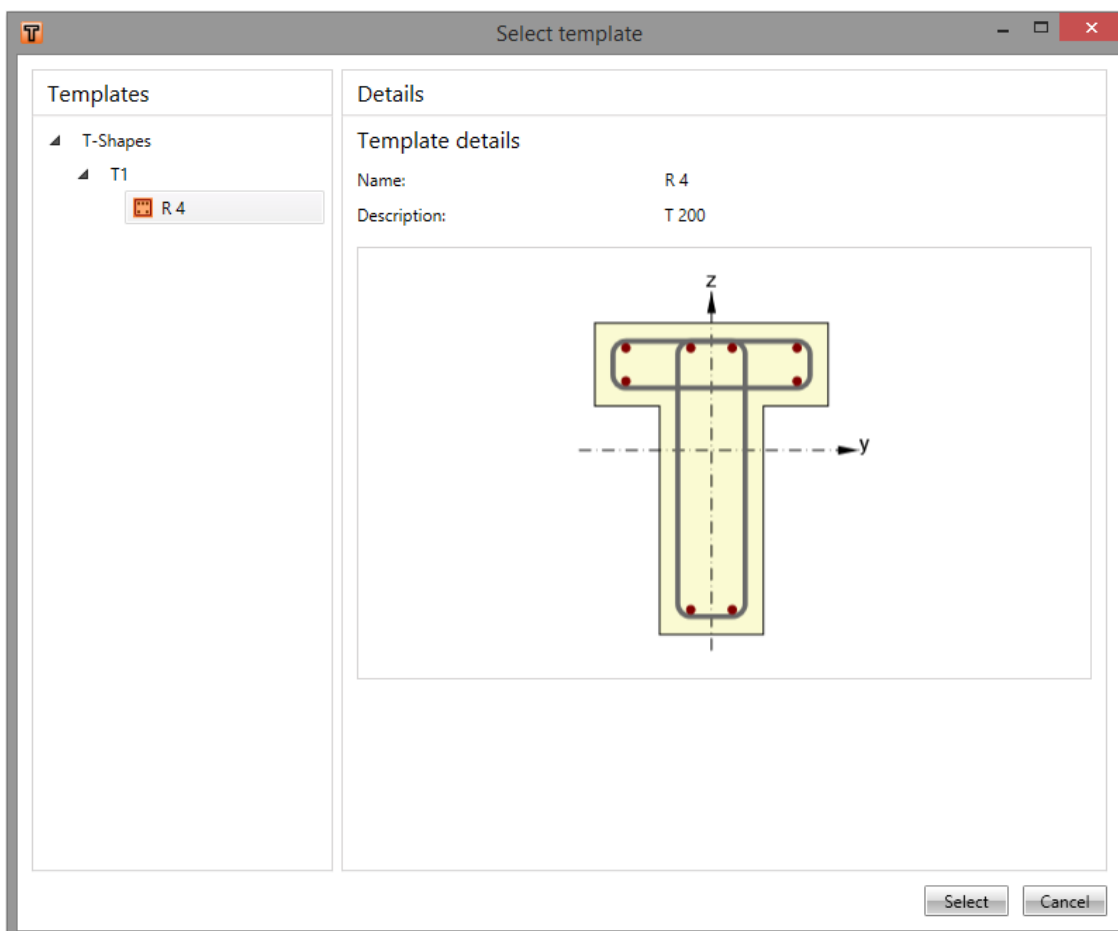 T
Select template
Templates
T-Shapes
T1
R 4
Details
Template details
Name: R 4
Description: T 200
z
y
Select Cancel